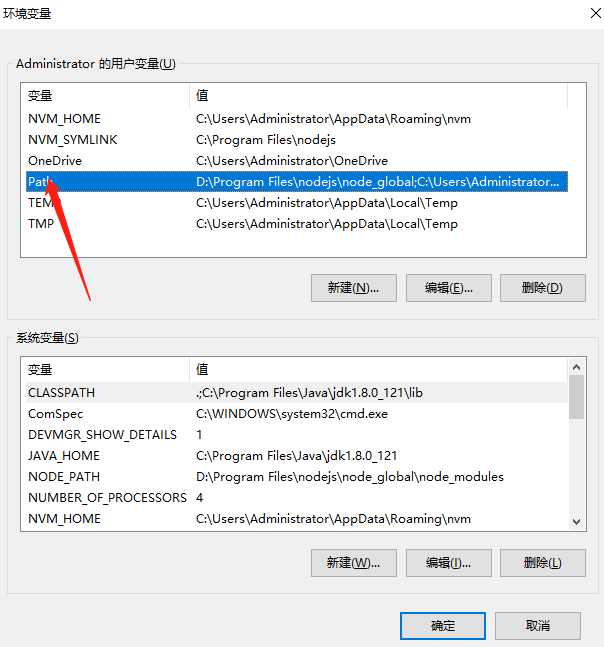 环境变量
Administrator 的用户变量(U)
变量 值
NVM_HOME C:\Users\Administrator\AppData\Roaming\nvm
NVM_SYMLINK C:\Program Files\nodejs
OneDrive C:\Users\Administrator\OneDrive
Path D:\Program Files\nodejs\node_global;C:\Users\Administrator...
TEMP C:\Users\Administrator\AppData\Local\Temp
TMP C:\Users\Administrator\AppData\Local\Temp
新建(N)... 编辑(E)... 删除(D)
系统变量(S)
变量 值
CLASSPATH .;C:\Program Files\Java\jdk1.8.0_121\lib
ComSpec C:\WINDOWS\system32\cmd.exe
DEVMGR_SHOW_DETAILS 1
JAVA_HOME C:\Program Files\Java\jdk1.8.0_121
NODE_PATH D:\Program Files\nodejs\node_global\node_modules
NUMBER_OF_PROCESSORS 4
NVM_HOME C:\Users\Administrator\AppData\Roaming\nvm
新建(W)... 编辑(I)... 删除(L)
确定 取消